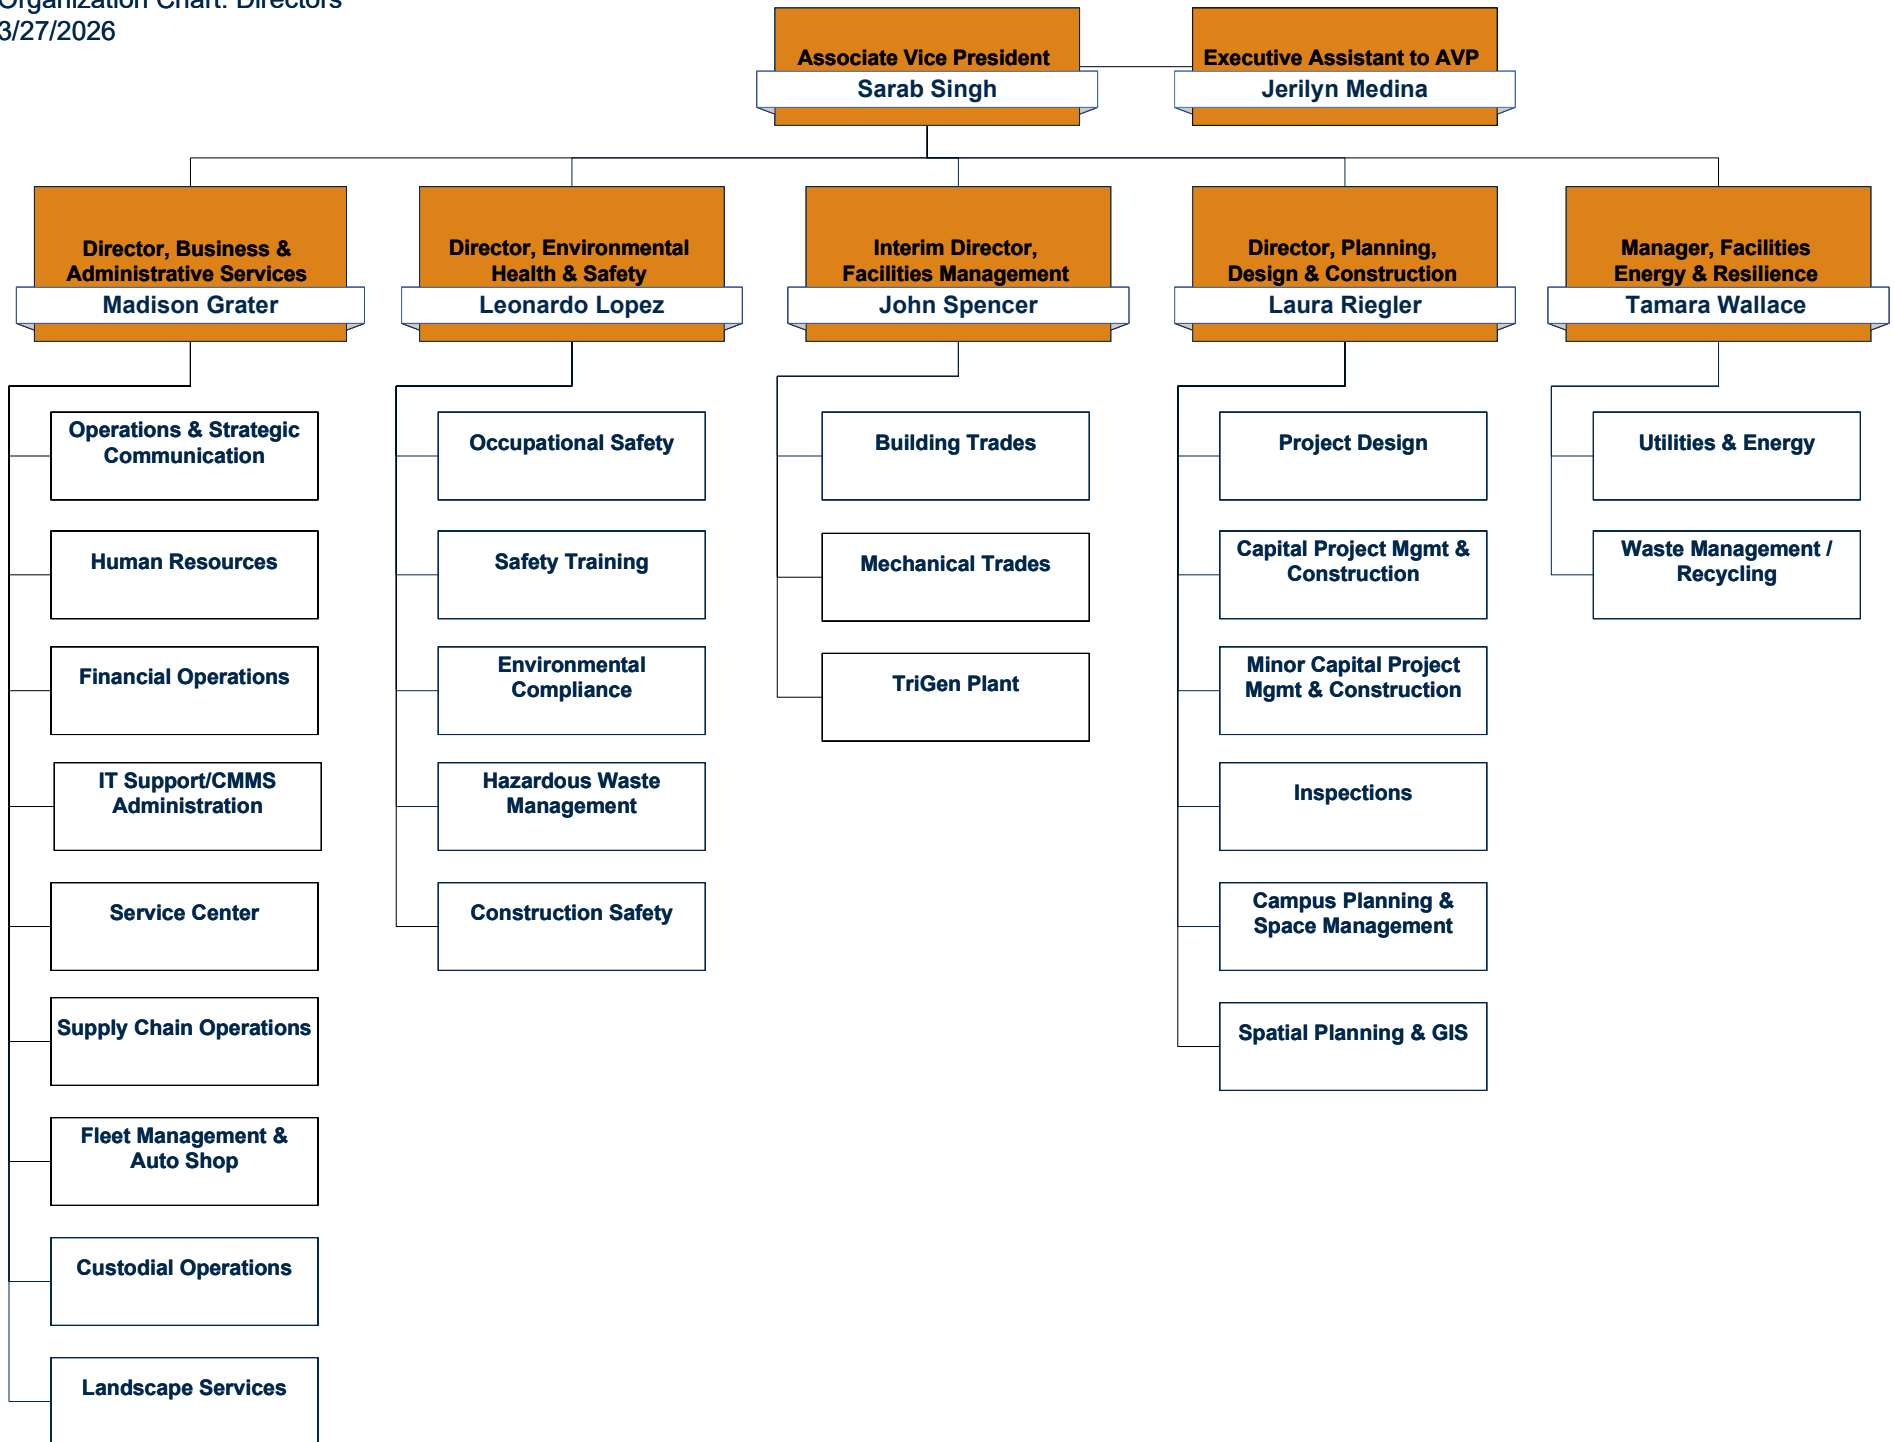 Organization Chart: Directors
3/27/2026
Associate Vice President
Sarab Singh
Executive Assistant to AVP
Jerilyn Medina
Director, Business &
Administrative Services
Madison Grater
Director, Environmental
Health & Safety
Leonardo Lopez
Interim Director,
Facilities Management
John Spencer
Director, Planning,
Design & Construction
Laura Riegler
Manager, Facilities
Energy & Resilience
Tamara Wallace
Operations & Strategic
Communication
Human Resources
Financial Operations
IT Support/CMMS
Administration
Service Center
Supply Chain Operations
Fleet Management &
Auto Shop
Custodial Operations
Landscape Services
Occupational Safety
Safety Training
Environmental
Compliance
Hazardous Waste
Management
Construction Safety
Building Trades
Mechanical Trades
TriGen Plant
Project Design
Capital Project Mgmt &
Construction
Minor Capital Project
Mgmt & Construction
Inspections
Campus Planning &
Space Management
Spatial Planning & GIS
Utilities & Energy
Waste Management /
Recycling